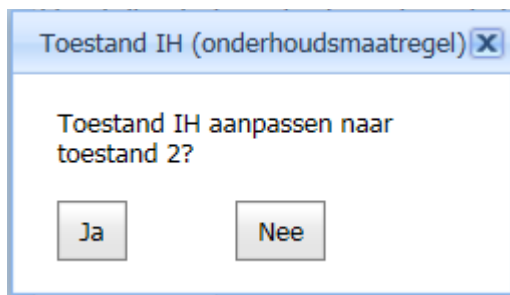 Toestand IH (onderhoudsmaatregel)
Toestand IH aanpassen naar
toestand 2?
Ja Nee